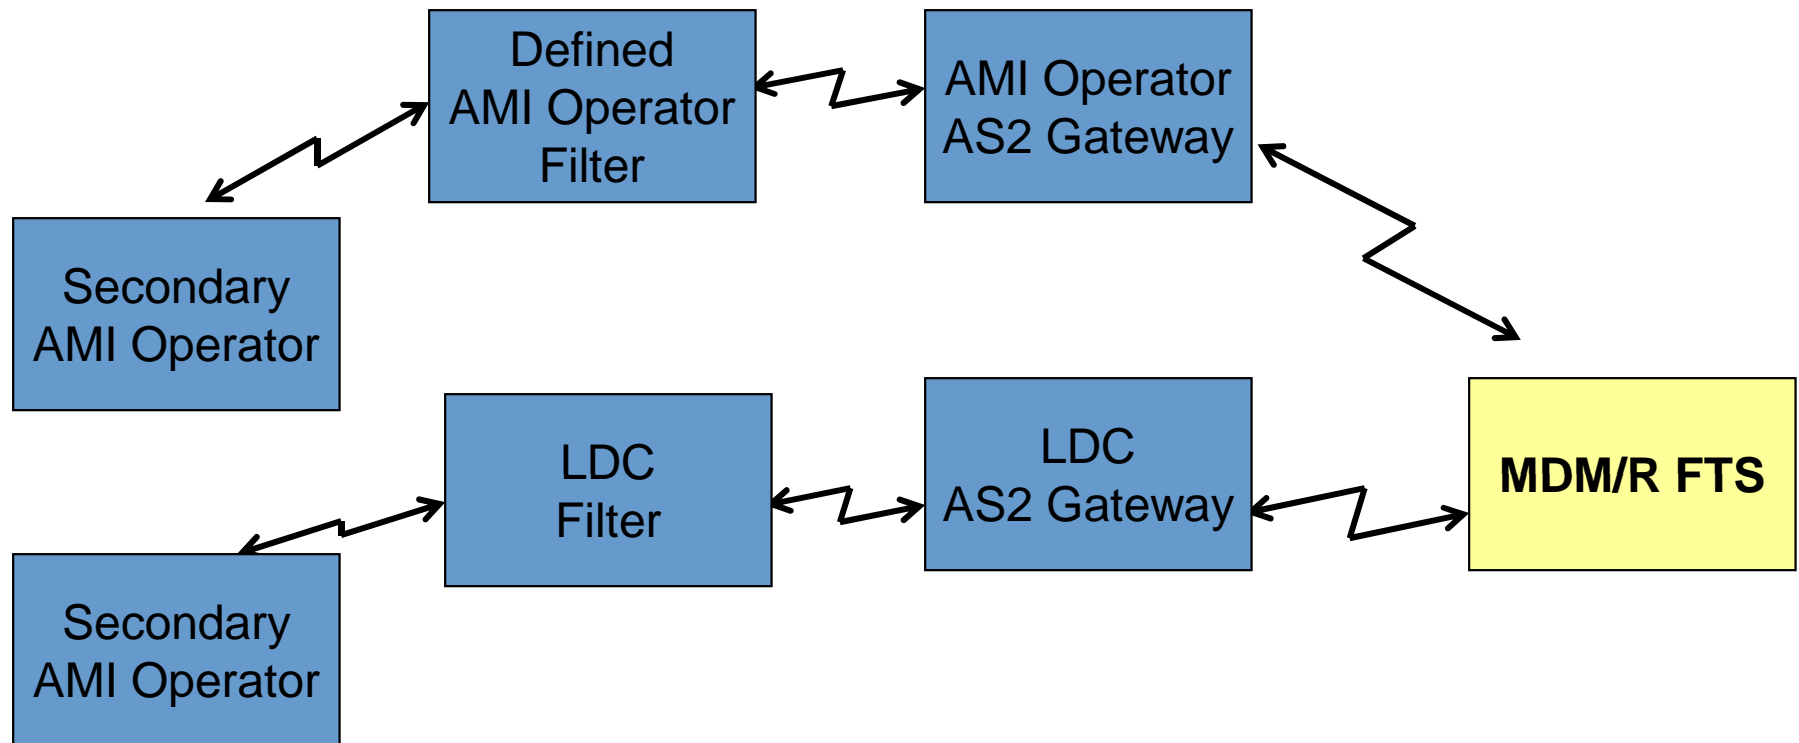 Defined
AMI Operator
Filter
AMI Operator
AS2 Gateway
Secondary
AMI Operator
LDC
Filter
LDC
AS2 Gateway
MDM/R FTS
Secondary
AMI Operator